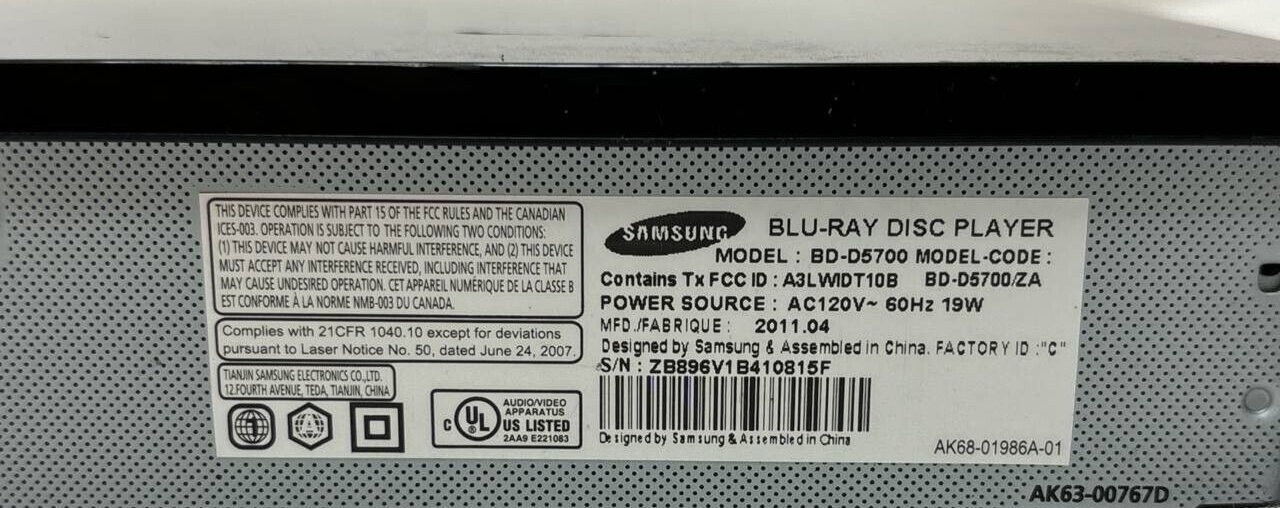 THIS DEVICE COMPLIES WITH PART 15 OF THE FCC RULES AND THE CANADIAN
ICES-003. OPERATION IS SUBJECT TO THE FOLLOWING TWO CONDITIONS:
(1) THIS DEVICE MAY NOT CAUSE HARMFUL INTERFERENCE, AND (2) THIS DEVICE
MUST ACCEPT ANY INTERFERENCE RECEIVED, INCLUDING INTERFERENCE THAT
MAY CAUSE UNDESIRED OPERATION. CET APPAREIL NUMÉRIQUE DE LA CLASSE B
EST CONFORME À LA NORME NMB-003 DU CANADA.
Complies with 21CFR 1040.10 except for deviations
pursuant to Laser Notice No. 50, dated June 24, 2007.
TIANJIN SAMSUNG ELECTRONICS CO.,LTD.
12.FOURTH AVENUE, TEDA, TIANJIN, CHINA
1
A
C UL ®
AUDIO/VIDEO
APPARATUS
US LISTED
2AA9 E221083
SAMSUNG BLU-RAY DISC PLAYER
MODEL : BD-D5700 MODEL-CODE :
Contains Tx FCC ID : A3LWIDT10B BD-D5700/ZA
POWER SOURCE : AC120V~ 60Hz 19W
MFD./FABRIQUE : 2011.04
Designed by Samsung & Assembled in China. FACTORY ID :"C"
S/N : ZB896V1B410815F
Designed by Samsung & Assembled in China
AK68-01986A-01
AK63-00767D